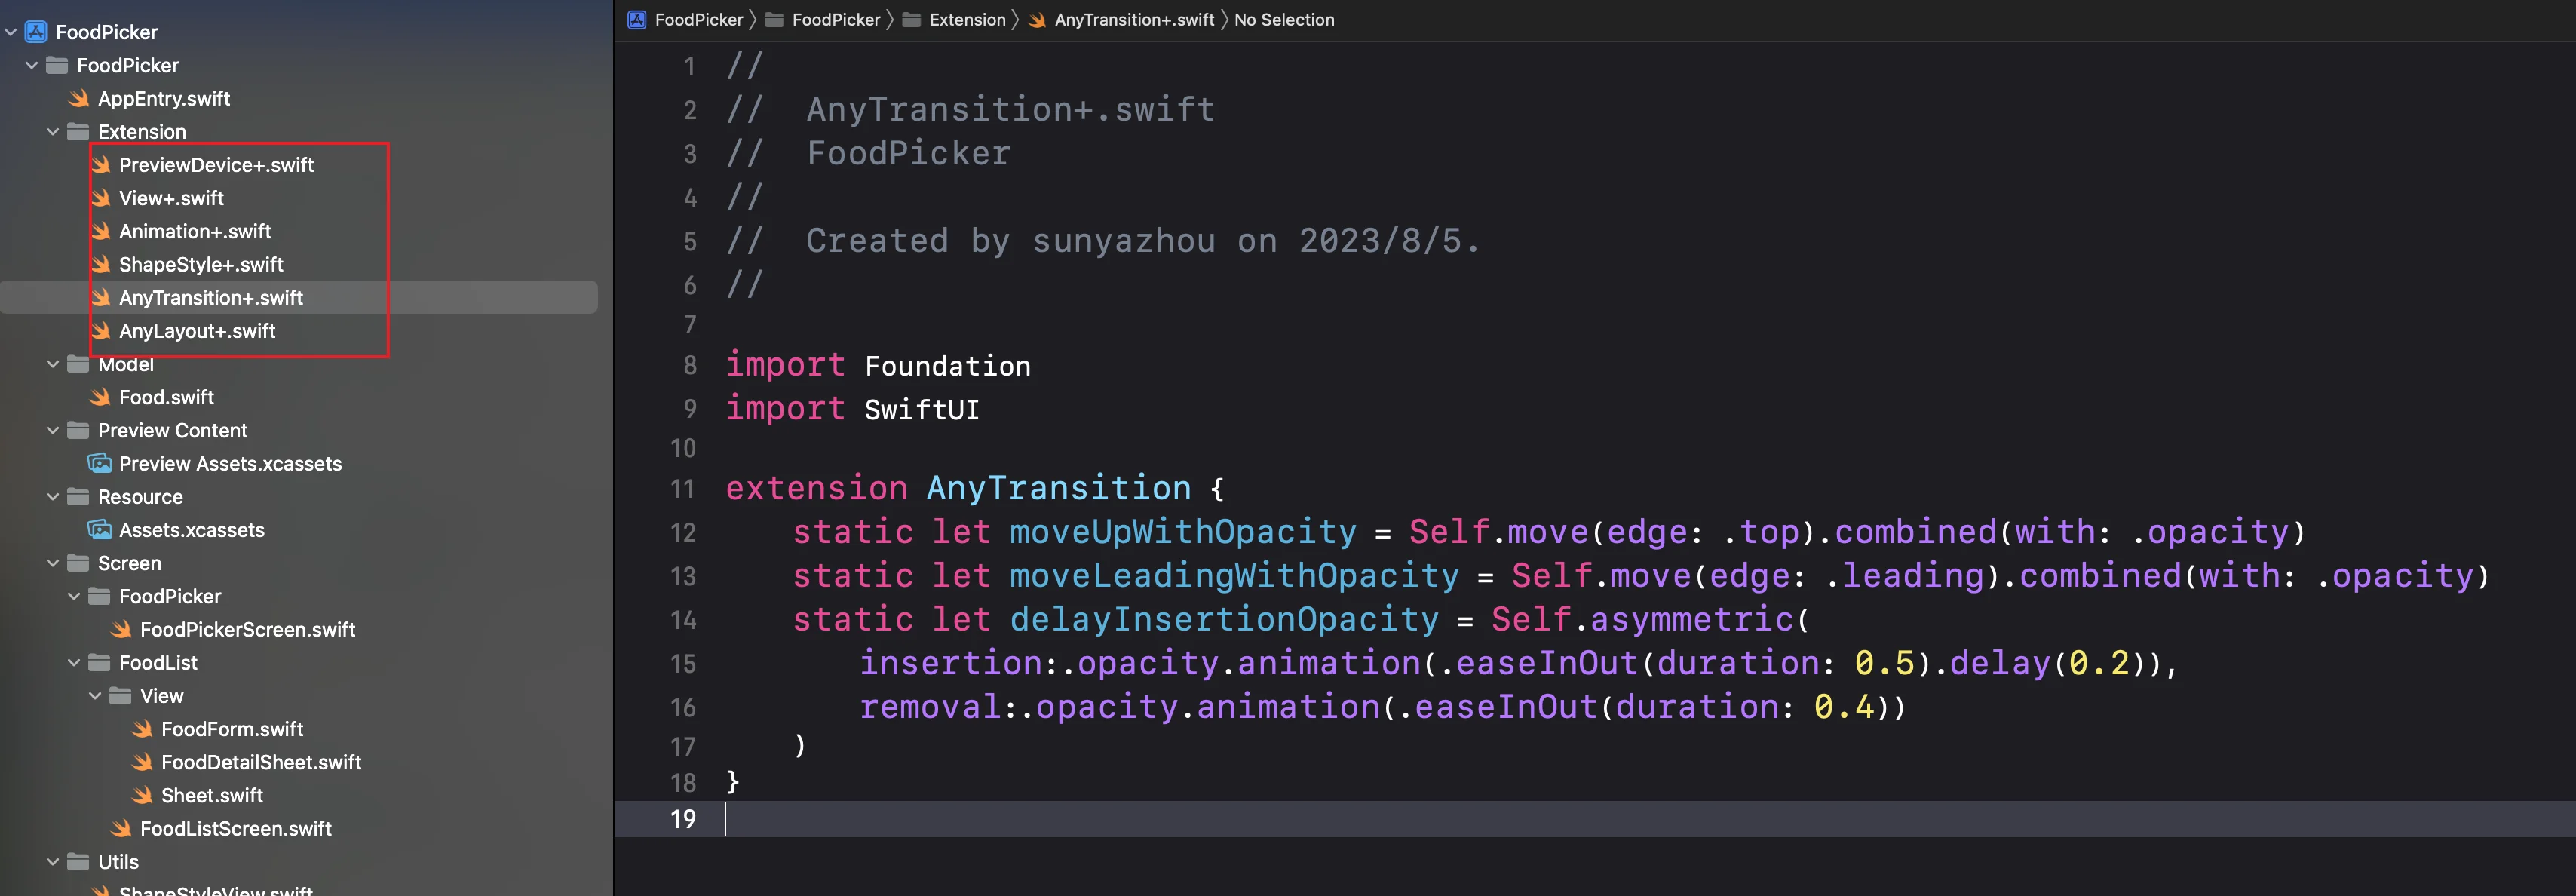 FoodPicker
FoodPicker
AppEntry.swift
Extension
PreviewDevice+.swift
View+.swift
Animation+.swift
ShapeStyle+.swift
AnyTransition+.swift
AnyLayout+.swift
Model
Food.swift
Preview Content
Preview Assets.xcassets
Resource
Assets.xcassets
Screen
FoodPicker
FoodPickerScreen.swift
FoodList
View
FoodForm.swift
FoodDetailSheet.swift
Sheet.swift
FoodListScreen.swift
Utils
ShapeStyleView.swift
FoodPicker 〉 FoodPicker 〉 Extension 〉 AnyTransition+.swift 〉 No Selection
1 //
2 //  AnyTransition+.swift
3 //  FoodPicker
4 //
5 //  Created by sunyazhou on 2023/8/5.
6 //
7
8 import Foundation
9 import SwiftUI
10
11 extension AnyTransition {
12     static let moveUpWithOpacity = Self.move(edge: .top).combined(with: .opacity)
13     static let moveLeadingWithOpacity = Self.move(edge: .leading).combined(with: .opacity)
14     static let delayInsertionOpacity = Self.asymmetric(
15         insertion:.opacity.animation(.easeInOut(duration: 0.5).delay(0.2)),
16         removal:.opacity.animation(.easeInOut(duration: 0.4))
17     )
18 }
19